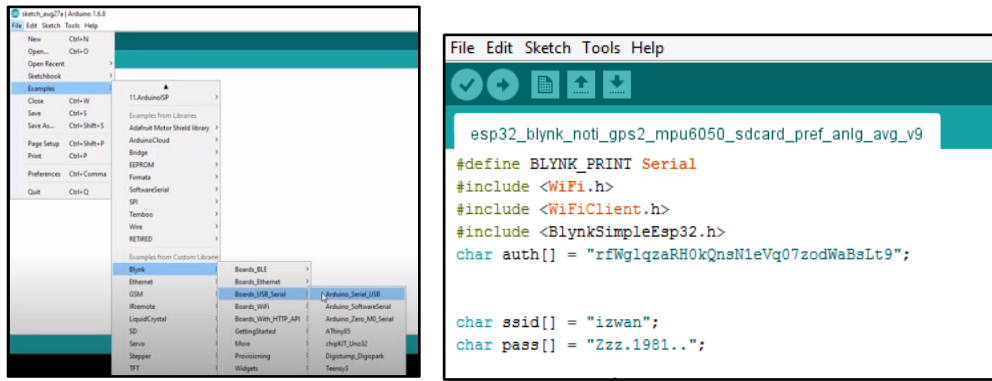 sketch_aug27a | Arduino 1.6.8
File Edit Sketch Tools Help
New Ctrl+N
Open... Ctrl+O
Open Recent
Sketchbook
Examples
Close Ctrl+W
Save Ctrl+S
Save As... Ctrl+Shift+S
Page Setup Ctrl+Shift+P
Print Ctrl+P
Preferences Ctrl+Comma
Quit Ctrl+Q
11.ArduinoISP
Examples from Libraries
Adafruit Motor Shield library
ArduinoCloud
Bridge
EEPROM
Firmata
SoftwareSerial
SPI
Temboo
Wire
RETIRED
Examples from Custom Libraries
Blynk
Ethernet
GSM
IRremote
LiquidCrystal
SD
Servo
Stepper
TFT
Boards_BLE
Boards_Ethernet
Boards_USB_Serial
Boards_WiFi
Boards_With_HTTP_API
GettingStarted
More
Provisioning
Widgets
Arduino_Serial_USB
Arduino_SoftwareSerial
Arduino_Zero_M0_Serial
ATtiny85
chipKIT_Uno32
Digistump_Digispark
Teensy3
File Edit Sketch Tools Help
esp32_blynk_noti_gps2_mpu6050_sdcard_pref_anlg_avg_v9
#define BLYNK_PRINT Serial
#include <WiFi.h>
#include <WiFiClient.h>
#include <BlynkSimpleEsp32.h>
char auth[] = "rfWglqzaRH0kQnsN1eVq07zodWaBsLt9";
char ssid[] = "izwan";
char pass[] = "Zzz.1981..";